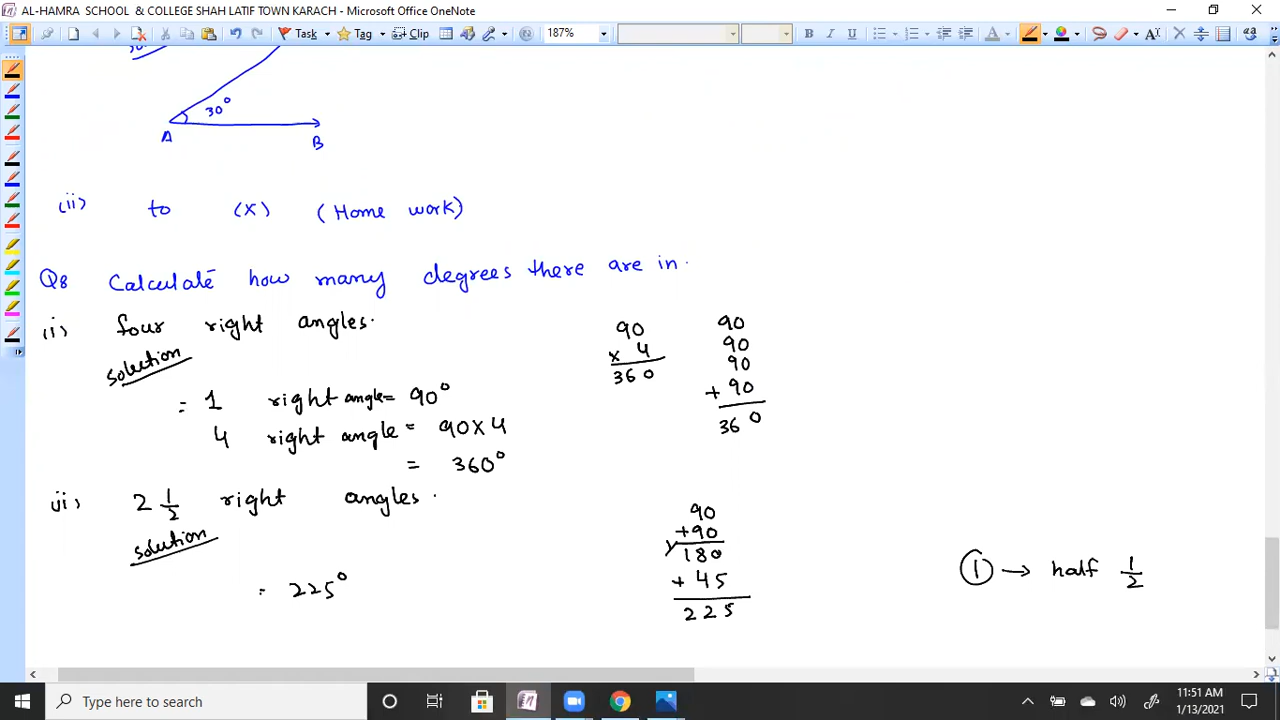 AL-HAMRA SCHOOL & COLLEGE SHAH LATIF TOWN KARACH - Microsoft Office OneNote
Task Tag Clip 187%
30°
A B
(ii) to (X) (Home work)
Q8 Calculate how many degrees there are in.
(i) four right angles.
solution
= 1 right angle = 90°
4 right angle = 90x4
= 360°
90
x 4
360
90
90
90
+ 90
360
ii) 2 1/2 right angles.
solution
= 225°
90
+90
180
+ 45
225
1 → half 1/2
Type here to search
11:51 AM
1/13/2021